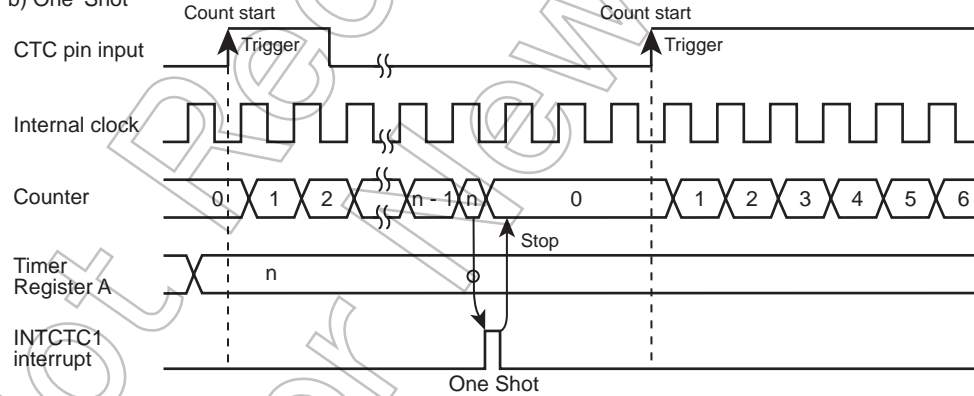 b) One Shot
Count start
Count start
CTC pin input
Trigger
Trigger
Internal clock
Counter
0 1 2 n - 1 n 0 1 2 3 4 5 6
Stop
Timer
Register A
n
INTCTC1
interrupt
One Shot